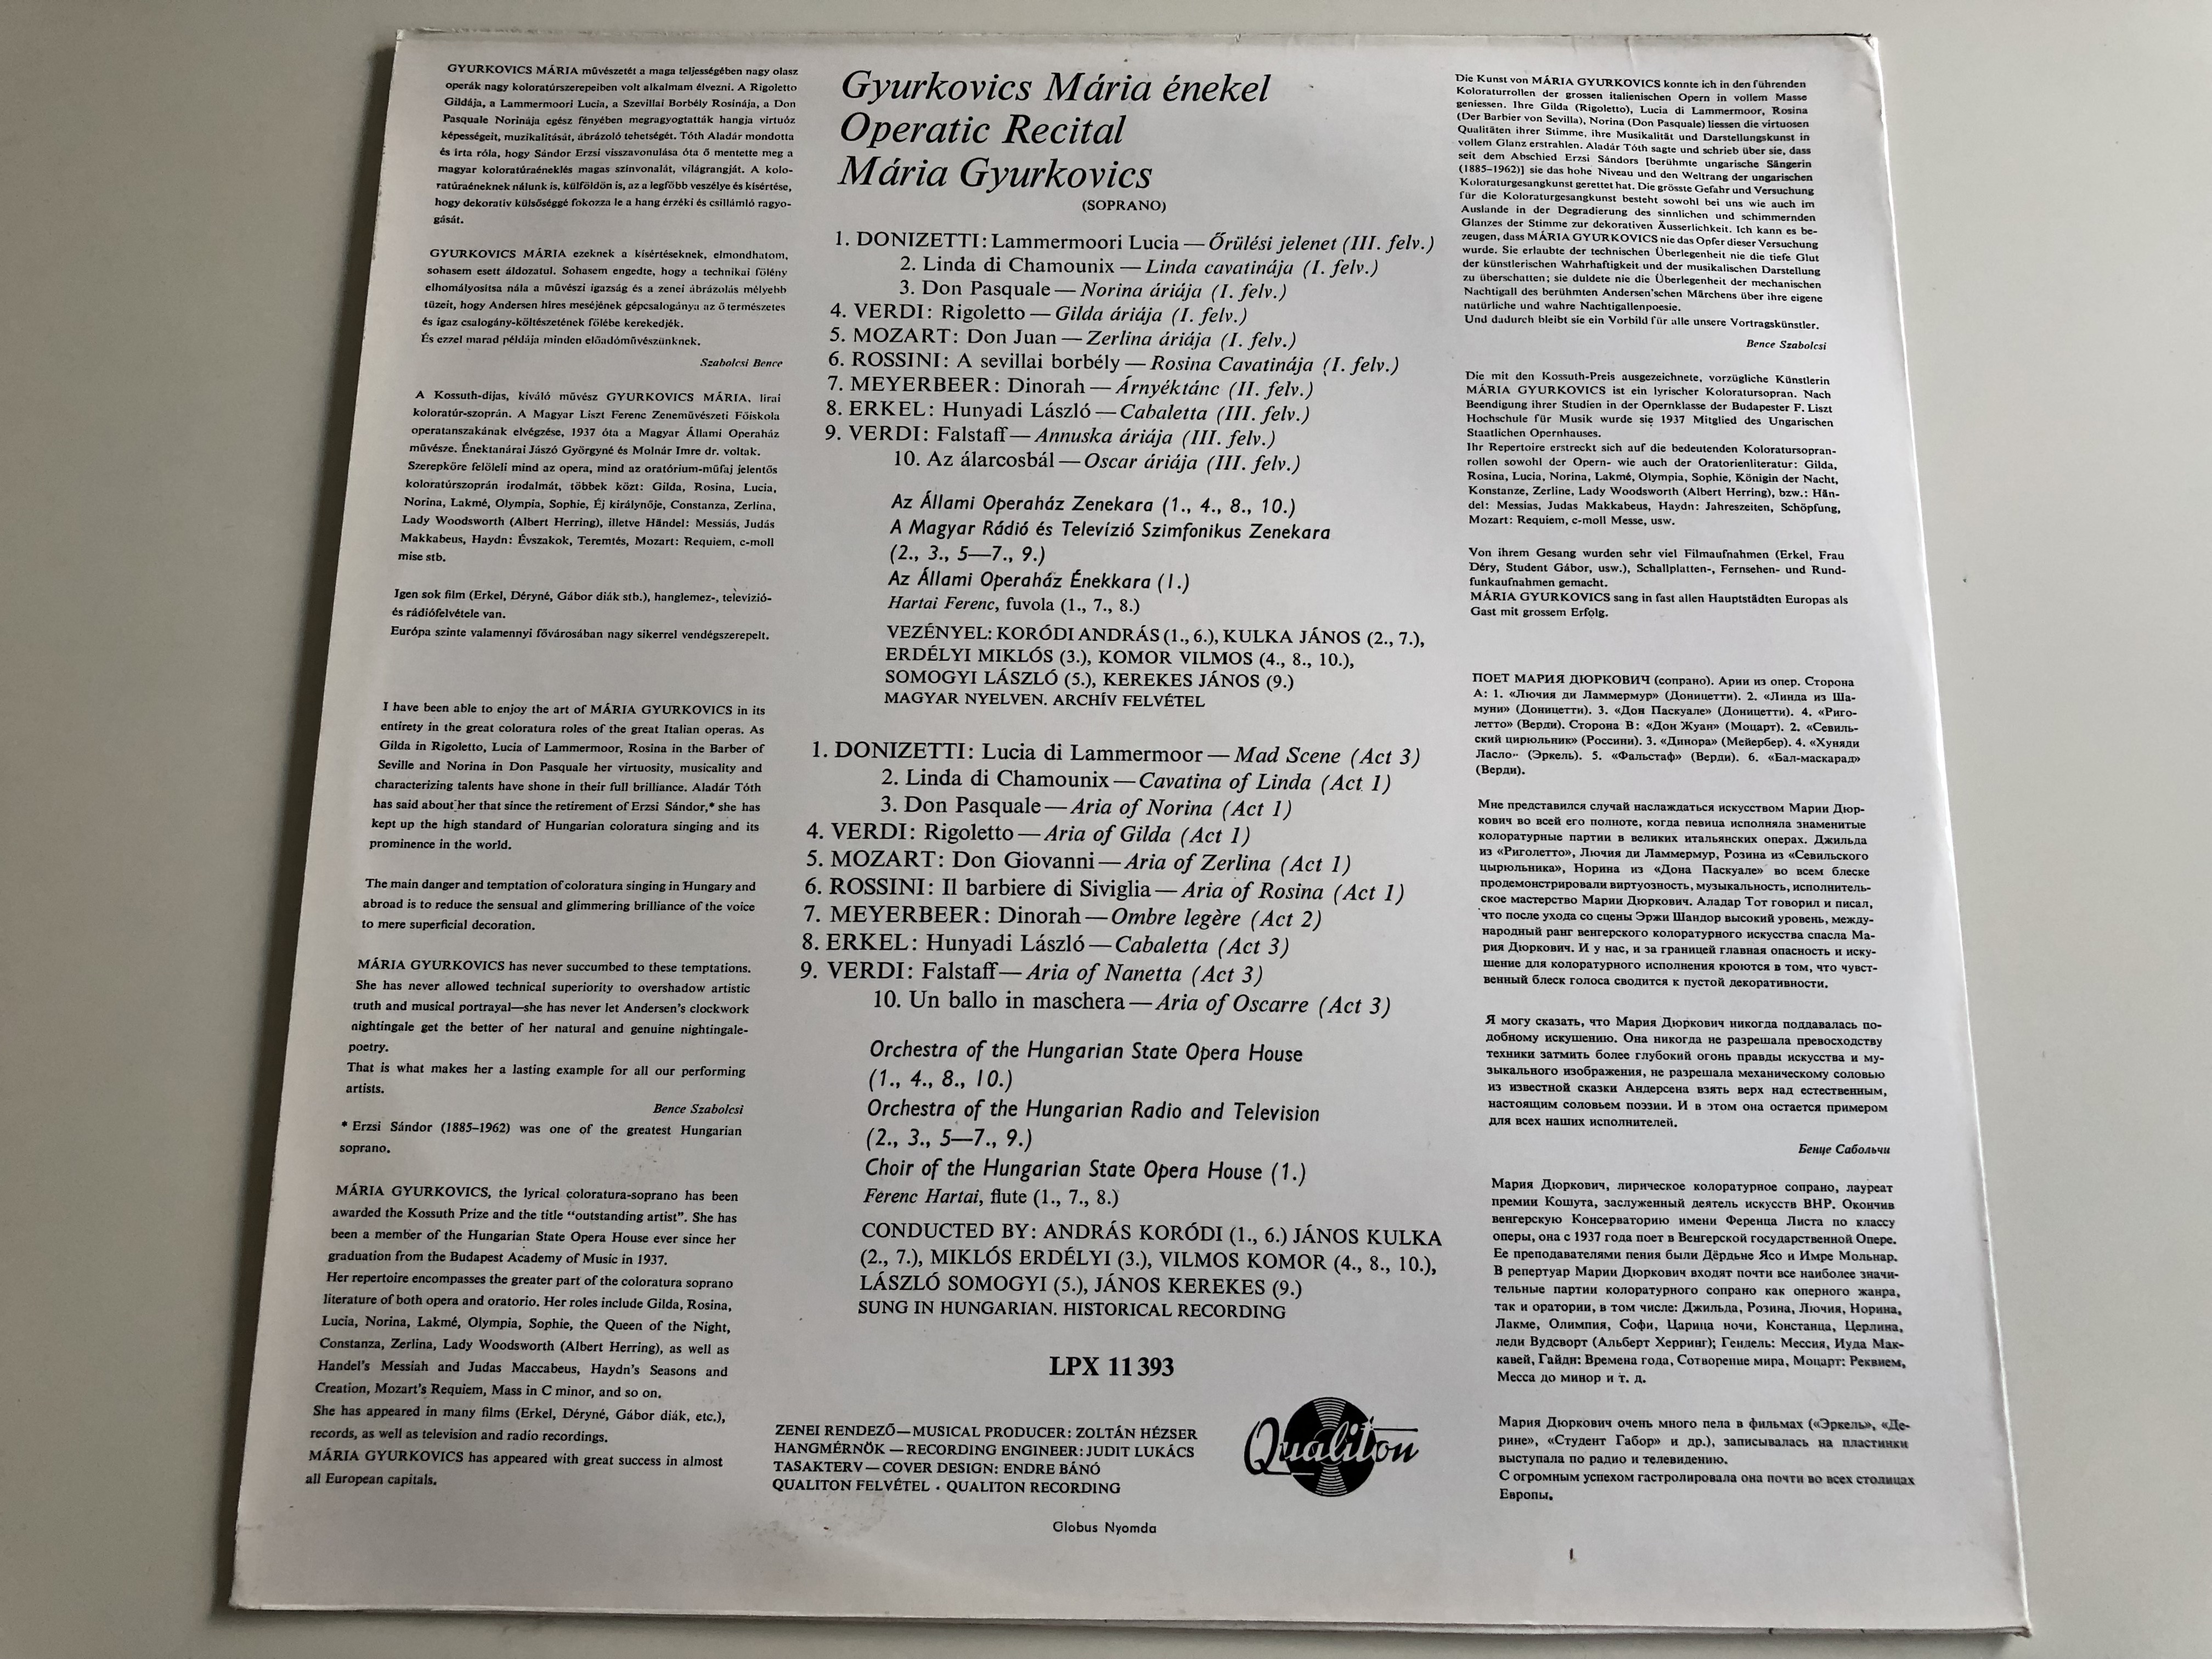 GYURKOVICS MÁRIA művészetét a maga teljességében nagy olasz
operák nagy koloratúrszerepeiben volt alkalmam élvezni. A Rigoletto
Gildája, a Lammermoori Lucia, a Szevillai Borbély Rosinája, a Don
Pasquale Norinája egész fényében megragyogtatták hangja virtuóz
képességeit, muzikalitását, ábrázoló tehetségét. Tóth Aladár mondotta
és írta róla, hogy Sándor Erzsi visszavonulása óta ő mentette meg a
magyar koloratúraéneklés magas színvonalát, világrangját. A kolo-
ratúraéneknek nálunk is, külföldön is, az a legfőbb veszélye és kísértése,
hogy dekoratív külsőséggé fokozza le a hang érzéki és csillámló ragyo-
gását.
GYURKOVICS MÁRIA ezeknek a kísértéseknek, elmondhatom,
sohasem esett áldozatul. Sohasem engedte, hogy a technikai fölény
elhomályosítsa nála a művészi igazság és a zenei ábrázolás mélyebb
tüzeit, hogy Andersen híres meséjének gépcsalogánya az ő természetes
és igaz csalogány-költészetének fölébe kerekedjék.
És ezzel marad példája minden előadóművészünknek.
Szabolcsi Bence
A Kossuth-díjas, kiváló művész GYURKOVICS MÁRIA, lírai
koloratúr-szoprán. A Magyar Liszt Ferenc Zeneművészeti Főiskola
operatanszakának elvégzése, 1937 óta a Magyar Állami Operaház
művésze. Énektanárai Jászó Györgyné és Molnár Imre dr. voltak.
Szerepköre felöleli mind az opera, mind az oratórium-műfaj jelentős
koloratúrszoprán irodalmát, többek közt: Gilda, Rosina, Lucia,
Norina, Lakmé, Olympia, Sophie, Éj királynője, Constanza, Zerlina,
Lady Woodsworth (Albert Herring), illetve Händel: Messiás, Judás
Makkabeus, Haydn: Évszakok, Teremtés, Mozart: Requiem, c-moll
mise stb.
Igen sok film (Erkel, Déryné, Gábor diák stb.), hanglemez-, televízió-
és rádiófelvétele van.
Európa szinte valamennyi fővárosában nagy sikerrel vendégszerepelt.
I have been able to enjoy the art of MÁRIA GYURKOVICS in its
entirety in the great coloratura roles of the great Italian operas. As
Gilda in Rigoletto, Lucia of Lammermoor, Rosina in the Barber of
Seville and Norina in Don Pasquale her virtuosity, musicality and
characterizing talents have shone in their full brilliance. Aladár Tóth
has said about her that since the retirement of Erzsi Sándor,* she has
kept up the high standard of Hungarian coloratura singing and its
prominence in the world.
The main danger and temptation of coloratura singing in Hungary and
abroad is to reduce the sensual and glimmering brilliance of the voice
to mere superficial decoration.
MÁRIA GYURKOVICS has never succumbed to these temptations.
She has never allowed technical superiority to overshadow artistic
truth and musical portrayal—she has never let Andersen's clockwork
nightingale get the better of her natural and genuine nightingale-
poetry.
That is what makes her a lasting example for all our performing
artists.
Bence Szabolcsi
* Erzsi Sándor (1885–1962) was one of the greatest Hungarian
soprano.
MÁRIA GYURKOVICS, the lyrical coloratura-soprano has been
awarded the Kossuth Prize and the title “outstanding artist”. She has
been a member of the Hungarian State Opera House ever since her
graduation from the Budapest Academy of Music in 1937.
Her repertoire encompasses the greater part of the coloratura soprano
literature of both opera and oratorio. Her roles include Gilda, Rosina,
Lucia, Norina, Lakmé, Olympia, Sophie, the Queen of the Night,
Constanza, Zerlina, Lady Woodsworth (Albert Herring), as well as
Handel's Messiah and Judas Maccabeus, Haydn's Seasons and
Creation, Mozart's Requiem, Mass in C minor, and so on.
She has appeared in many films (Erkel, Déryné, Gábor diák, etc.),
records, as well as television and radio recordings.
MÁRIA GYURKOVICS has appeared with great success in almost
all European capitals.
Gyurkovics Mária énekel
Operatic Recital
Mária Gyurkovics
(SOPRANO)
1. DONIZETTI: Lammermoori Lucia — Őrülési jelenet (III. felv.)
2. Linda di Chamounix — Linda cavatinája (I. felv.)
3. Don Pasquale — Norina áriája (I. felv.)
4. VERDI: Rigoletto — Gilda áriája (I. felv.)
5. MOZART: Don Juan — Zerlina áriája (I. felv.)
6. ROSSINI: A sevillai borbély — Rosina Cavatinája (I. felv.)
7. MEYERBEER: Dinorah — Árnyéktánc (II. felv.)
8. ERKEL: Hunyadi László — Cabaletta (III. felv.)
9. VERDI: Falstaff — Annuska áriája (III. felv.)
10. Az álarcosbál — Oscar áriája (III. felv.)
Az Állami Operaház Zenekara (1., 4., 8., 10.)
A Magyar Rádió és Televízió Szimfonikus Zenekara
(2., 3., 5—7., 9.)
Az Állami Operaház Énekkara (1.)
Hartai Ferenc, fuvola (1., 7., 8.)
VEZÉNYEL: KORÓDI ANDRÁS (1., 6.), KULKA JÁNOS (2., 7.),
ERDÉLYI MIKLÓS (3.), KOMOR VILMOS (4., 8., 10.),
SOMOGYI LÁSZLÓ (5.), KEREKES JÁNOS (9.)
MAGYAR NYELVEN. ARCHÍV FELVÉTEL
1. DONIZETTI: Lucia di Lammermoor — Mad Scene (Act 3)
2. Linda di Chamounix — Cavatina of Linda (Act 1)
3. Don Pasquale — Aria of Norina (Act 1)
4. VERDI: Rigoletto — Aria of Gilda (Act 1)
5. MOZART: Don Giovanni — Aria of Zerlina (Act 1)
6. ROSSINI: Il barbiere di Siviglia — Aria of Rosina (Act 1)
7. MEYERBEER: Dinorah — Ombre legère (Act 2)
8. ERKEL: Hunyadi László — Cabaletta (Act 3)
9. VERDI: Falstaff — Aria of Nanetta (Act 3)
10. Un ballo in maschera — Aria of Oscarre (Act 3)
Orchestra of the Hungarian State Opera House
(1., 4., 8., 10.)
Orchestra of the Hungarian Radio and Television
(2., 3., 5—7., 9.)
Choir of the Hungarian State Opera House (1.)
Ferenc Hartai, flute (1., 7., 8.)
CONDUCTED BY: ANDRÁS KORÓDI (1., 6.) JÁNOS KULKA
(2., 7.), MIKLÓS ERDÉLYI (3.), VILMOS KOMOR (4., 8., 10.),
LÁSZLÓ SOMOGYI (5.), JÁNOS KEREKES (9.)
SUNG IN HUNGARIAN. HISTORICAL RECORDING
LPX 11 393
ZENEI RENDEZŐ — MUSICAL PRODUCER: ZOLTÁN HÉZSER
HANGMÉRNÖK — RECORDING ENGINEER: JUDIT LUKÁCS
TASAKTERV — COVER DESIGN: ENDRE BÁNÓ
QUALITON FELVÉTEL · QUALITON RECORDING
Qualiton
Globus Nyomda
Die Kunst von MÁRIA GYURKOVICS konnte ich in den führenden
Koloraturrollen der grossen italienischen Opern in vollem Masse
geniessen. Ihre Gilda (Rigoletto), Lucia di Lammermoor, Rosina
(Der Barbier von Sevilla), Norina (Don Pasquale) liessen die virtuosen
Qualitäten ihrer Stimme, ihre Musikalität und Darstellungskunst in
vollem Glanz erstrahlen. Aladár Tóth sagte und schrieb über sie, dass
seit dem Abschied Erzsi Sándors [berühmte ungarische Sängerin
(1885–1962)] sie das hohe Niveau und den Weltrang der ungarischen
Koloraturgesangkunst gerettet hat. Die grösste Gefahr und Versuchung
für die Koloraturgesangkunst besteht sowohl bei uns wie auch im
Auslande in der Degradierung des sinnlichen und schimmernden
Glanzes der Stimme zur dekorativen Äusserlichkeit. Ich kann es be-
zeugen, dass MÁRIA GYURKOVICS nie das Opfer dieser Versuchung
wurde. Sie erlaubte der technischen Überlegenheit nie die tiefe Glut
der künstlerischen Wahrhaftigkeit und der musikalischen Darstellung
zu überschatten; sie duldete nie die Überlegenheit der mechanischen
Nachtigall des berühmten Andersen'schen Märchens über ihre eigene
natürliche und wahre Nachtigallenpoesie.
Und dadurch bleibt sie ein Vorbild für alle unsere Vortragskünstler.
Bence Szabolcsi
Die mit den Kossuth-Preis ausgezeichnete, vorzügliche Künstlerin
MÁRIA GYURKOVICS ist ein lyrischer Koloratursopran. Nach
Beendigung ihrer Studien in der Opernklasse der Budapester F. Liszt
Hochschule für Musik wurde sie 1937 Mitglied des Ungarischen
Staatlichen Opernhauses.
Ihr Repertoire erstreckt sich auf die bedeutenden Koloratursopran-
rollen sowohl der Opern- wie auch der Oratorienliteratur: Gilda,
Rosina, Lucia, Norina, Lakmé, Olympia, Sophie, Königin der Nacht,
Konstanze, Zerline, Lady Woodsworth (Albert Herring), bzw.: Hän-
del: Messias, Judas Makkabeus, Haydn: Jahreszeiten, Schöpfung,
Mozart: Requiem, c-moll Messe, usw.
Von ihrem Gesang wurden sehr viel Filmaufnahmen (Erkel, Frau
Déry, Student Gábor, usw.), Schallplatten-, Fernsehen- und Rund-
funkaufnahmen gemacht.
MÁRIA GYURKOVICS sang in fast allen Hauptstädten Europas als
Gast mit grossem Erfolg.
ПОЕТ МАРИЯ ДЮРКОВИЧ (сопрано). Арии из опер. Сторона
А: 1. «Лючия ди Ламмермур» (Доницетти). 2. «Линда из Ша-
муни» (Доницетти). 3. «Дон Паскуале» (Доницетти). 4. «Риго-
летто» (Верди). Сторона В: «Дон Жуан» (Моцарт). 2. «Севиль-
ский цирюльник» (Россини). 3. «Динора» (Мейербер). 4. «Хуняди
Ласло» (Эркель). 5. «Фальстаф» (Верди). 6. «Бал-маскарад»
(Верди).
Мне представился случай наслаждаться искусством Марии Дюр-
кович во всей его полноте, когда певица исполняла знаменитые
колоратурные партии в великих итальянских операх. Джильда
из «Риголетто», Лючия ди Ламмермур, Розина из «Севильского
цырюльника», Норина из «Дона Паскуале» во всем блеске
продемонстрировали виртуозность, музыкальность, исполнитель-
ское мастерство Марии Дюркович. Аладар Тот говорил и писал,
что после ухода со сцены Эржи Шандор высокий уровень, между-
народный ранг венгерского колоратурного искусства спасла Ма-
рия Дюркович. И у нас, и за границей главная опасность и иску-
шение для колоратурного исполнения кроются в том, что чувст-
венный блеск голоса сводится к пустой декоративности.
Я могу сказать, что Мария Дюркович никогда поддавалась по-
добному искушению. Она никогда не разрешала превосходству
техники затмить более глубокий огонь правды искусства и му-
зыкального изображения, не разрешала механическому соловью
из известной сказки Андерсена взять верх над естественным,
настоящим соловьем поэзии. И в этом она остается примером
для всех наших исполнителей.
Бенце Сабольчи
Мария Дюркович, лирическое колоратурное сопрано, лауреат
премии Кошута, заслуженный деятель искусств ВНР. Окончив
венгерскую Консерваторию имени Ференца Листа по классу
оперы, она с 1937 года поет в Венгерской государственной Опере.
Ее преподавателями пения были Дёрдьне Ясо и Имре Мольнар.
В репертуар Марии Дюркович входят почти все наиболее значи-
тельные партии колоратурного сопрано как оперного жанра,
так и оратории, в том числе: Джильда, Розина, Лючия, Норина,
Лакме, Олимпия, Софи, Царица ночи, Констанца, Церлина,
леди Вудсворт (Альберт Херринг); Гендель: Мессия, Иуда Мак-
кавей, Гайдн: Времена года, Сотворение мира, Моцарт: Реквием,
Месса до минор и т. д.
Мария Дюркович очень много пела в фильмах («Эркель», «Де-
рине», «Студент Габор» и др.), записывалась на пластинки
выступала по радио и телевидению.
С огромным успехом гастролировала она почти во всех столицах
Европы.